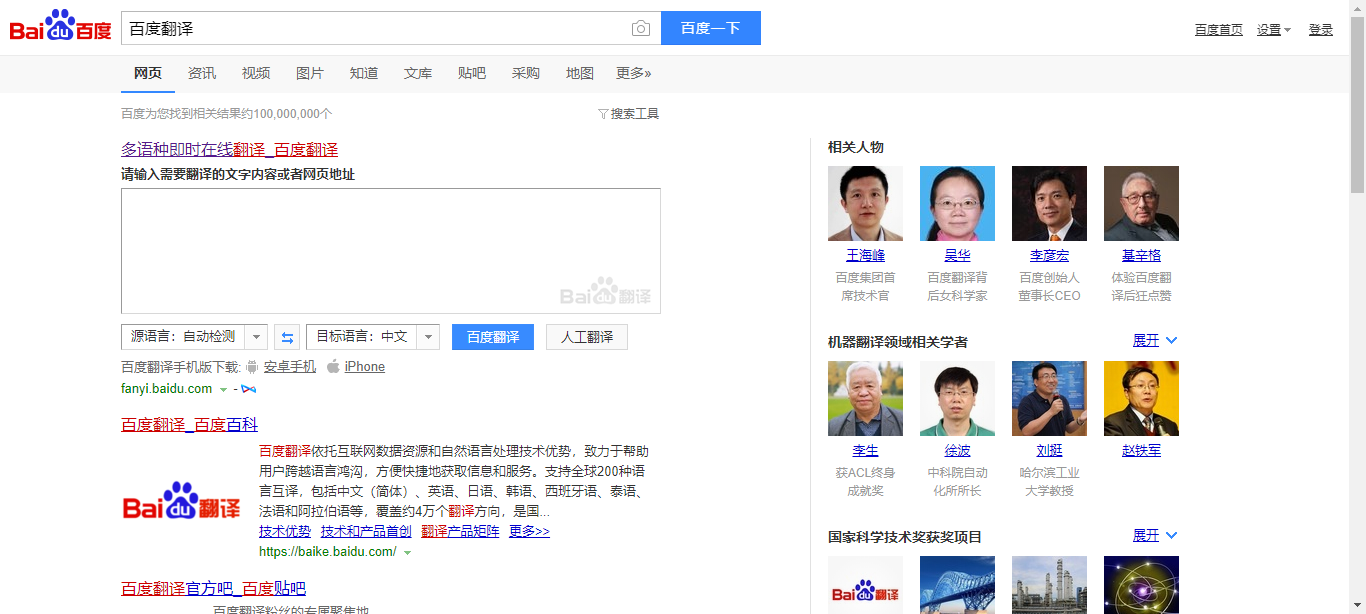 Bai du 百度
百度翻译
百度一下
百度首页 设置 登录
网页 资讯 视频 图片 知道 文库 贴吧 采购 地图 更多»
百度为您找到相关结果约100,000,000个
搜索工具
多语种即时在线翻译_百度翻译
请输入需要翻译的文字内容或者网页地址
Bai du 翻译
源语言：自动检测
目标语言：中文
百度翻译
人工翻译
百度翻译手机版下载: 安卓手机 iPhone
fanyi.baidu.com -
百度翻译_百度百科
Bai du 翻译
百度翻译依托互联网数据资源和自然语言处理技术优势，致力于帮助
用户跨越语言鸿沟，方便快捷地获取信息和服务。支持全球200种语
言互译，包括中文（简体）、英语、日语、韩语、西班牙语、泰语、
法语和阿拉伯语等，覆盖约4万个翻译方向，是国...
技术优势 技术和产品首创 翻译产品矩阵 更多>>
https://baike.baidu.com/
百度翻译官方吧_百度贴吧
百度翻译粉丝的专属聚焦地
相关人物
王海峰 吴华 李彦宏 基辛格
百度集团首 百度翻译背 百度创始人 体验百度翻
席技术官 后女科学家 董事长CEO 译后狂点赞
机器翻译领域相关学者 展开
李生 徐波 刘挺 赵铁军
获ACL终身 中科院自动 哈尔滨工业
成就奖 化所所长 大学教授
国家科学技术奖获奖项目 展开
Bai du 翻译